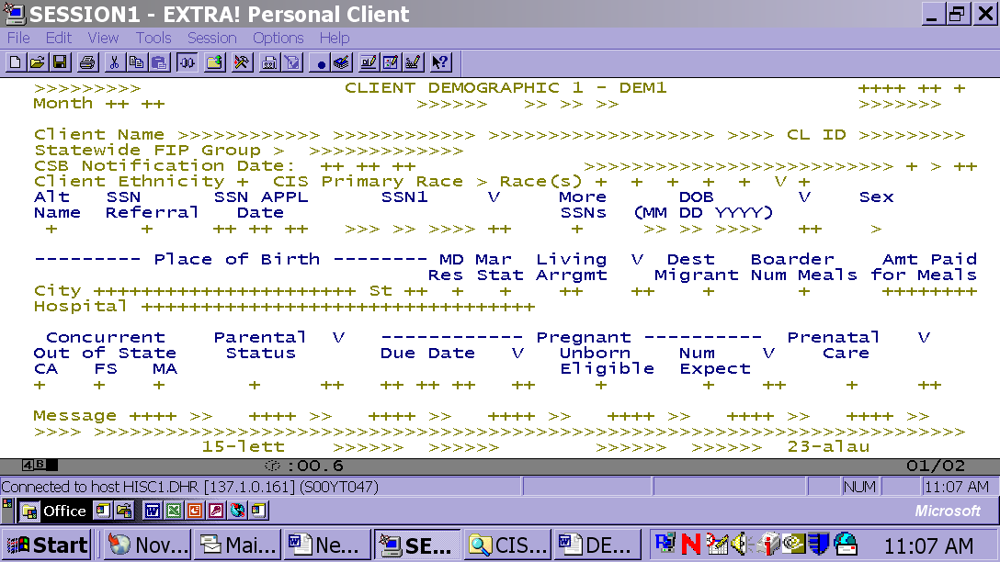 SESSION1 - EXTRA! Personal Client
File Edit View Tools Session Options Help
>>>>>>>>> CLIENT DEMOGRAPHIC 1 - DEM1 ++++ ++ +
Month ++ ++ >>>>>> >> >> >> >>>>>>>
Client Name >>>>>>>>>>>> >>>>>>>>>>>> >>>>>>>>>>>>>>>>>>> >>>> CL ID >>>>>>>>>
Statewide FIP Group > >>>>>>>>>>>>>
CSB Notification Date: ++ ++ ++ >>>>>>>>>>>>>>>>>>>>>>>>>> + > ++
Client Ethnicity + CIS Primary Race > Race(s) + + + + + V +
Alt SSN SSN APPL SSN1 V More DOB V Sex
Name Referral Date SSNs (MM DD YYYY)
+ + ++ ++ ++ >>> >> >>>> ++ + >> >> >>>> ++ >
--------- Place of Birth -------- MD Mar Living V Dest Boarder Amt Paid
Res Stat Arrgmt Migrant Num Meals for Meals
City ++++++++++++++++++++++ St ++ + + ++ ++ + + ++++++++
Hospital +++++++++++++++++++++++++++++++++
Concurrent Parental V ------------ Pregnant ---------- Prenatal V
Out of State Status Due Date V Unborn Num V Care
CA FS MA Eligible Expect
+ + + + ++ ++ ++ ++ ++ + + ++ + ++
Message ++++ >> ++++ >> ++++ >> ++++ >> ++++ >> ++++ >> ++++ >>
>>>> >>>>>>>>>>>>>>>>>>>>>>>>>>>>>>>>>>>>>>>>>>>>>>>>>>>>>>>>>>>>>>>>>>>>>>>>>
15-lett >>>>>> >>>>>> >>>>>> >>>>>> 23-alau
4 B :00.6 01/02
Connected to host HISC1.DHR [137.1.0.161] (S00YT047) NUM 11:07 AM
Office Microsoft
Start Nov... Mai... Ne... SE... CIS... DE... 11:07 AM